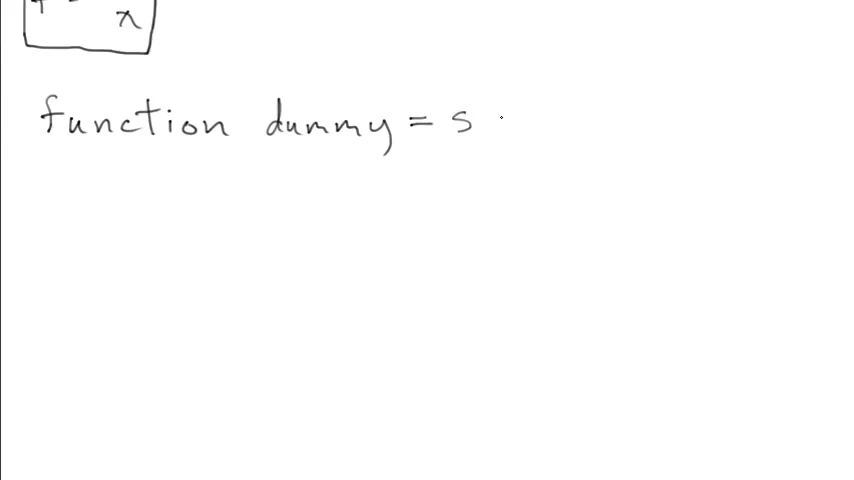 x
function dummy = s